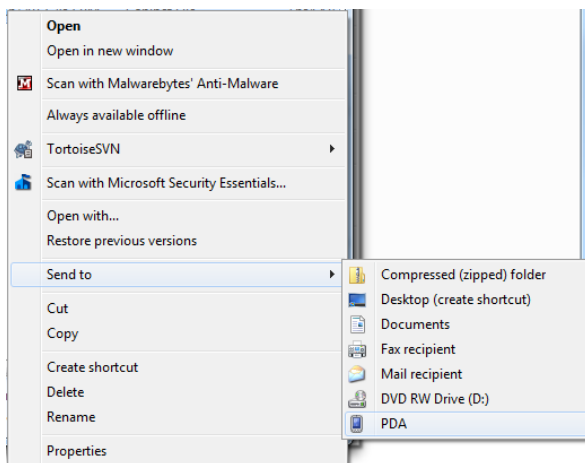 Open
Open in new window
Scan with Malwarebytes' Anti-Malware
Always available offline
TortoiseSVN
Scan with Microsoft Security Essentials...
Open with...
Restore previous versions
Send to
Cut
Copy
Create shortcut
Delete
Rename
Properties
Compressed (zipped) folder
Desktop (create shortcut)
Documents
Fax recipient
Mail recipient
DVD RW Drive (D:)
PDA